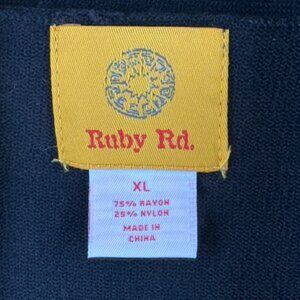 Ruby Rd.
XL
75% RAYON
25% NYLON
MADE IN
CHINA